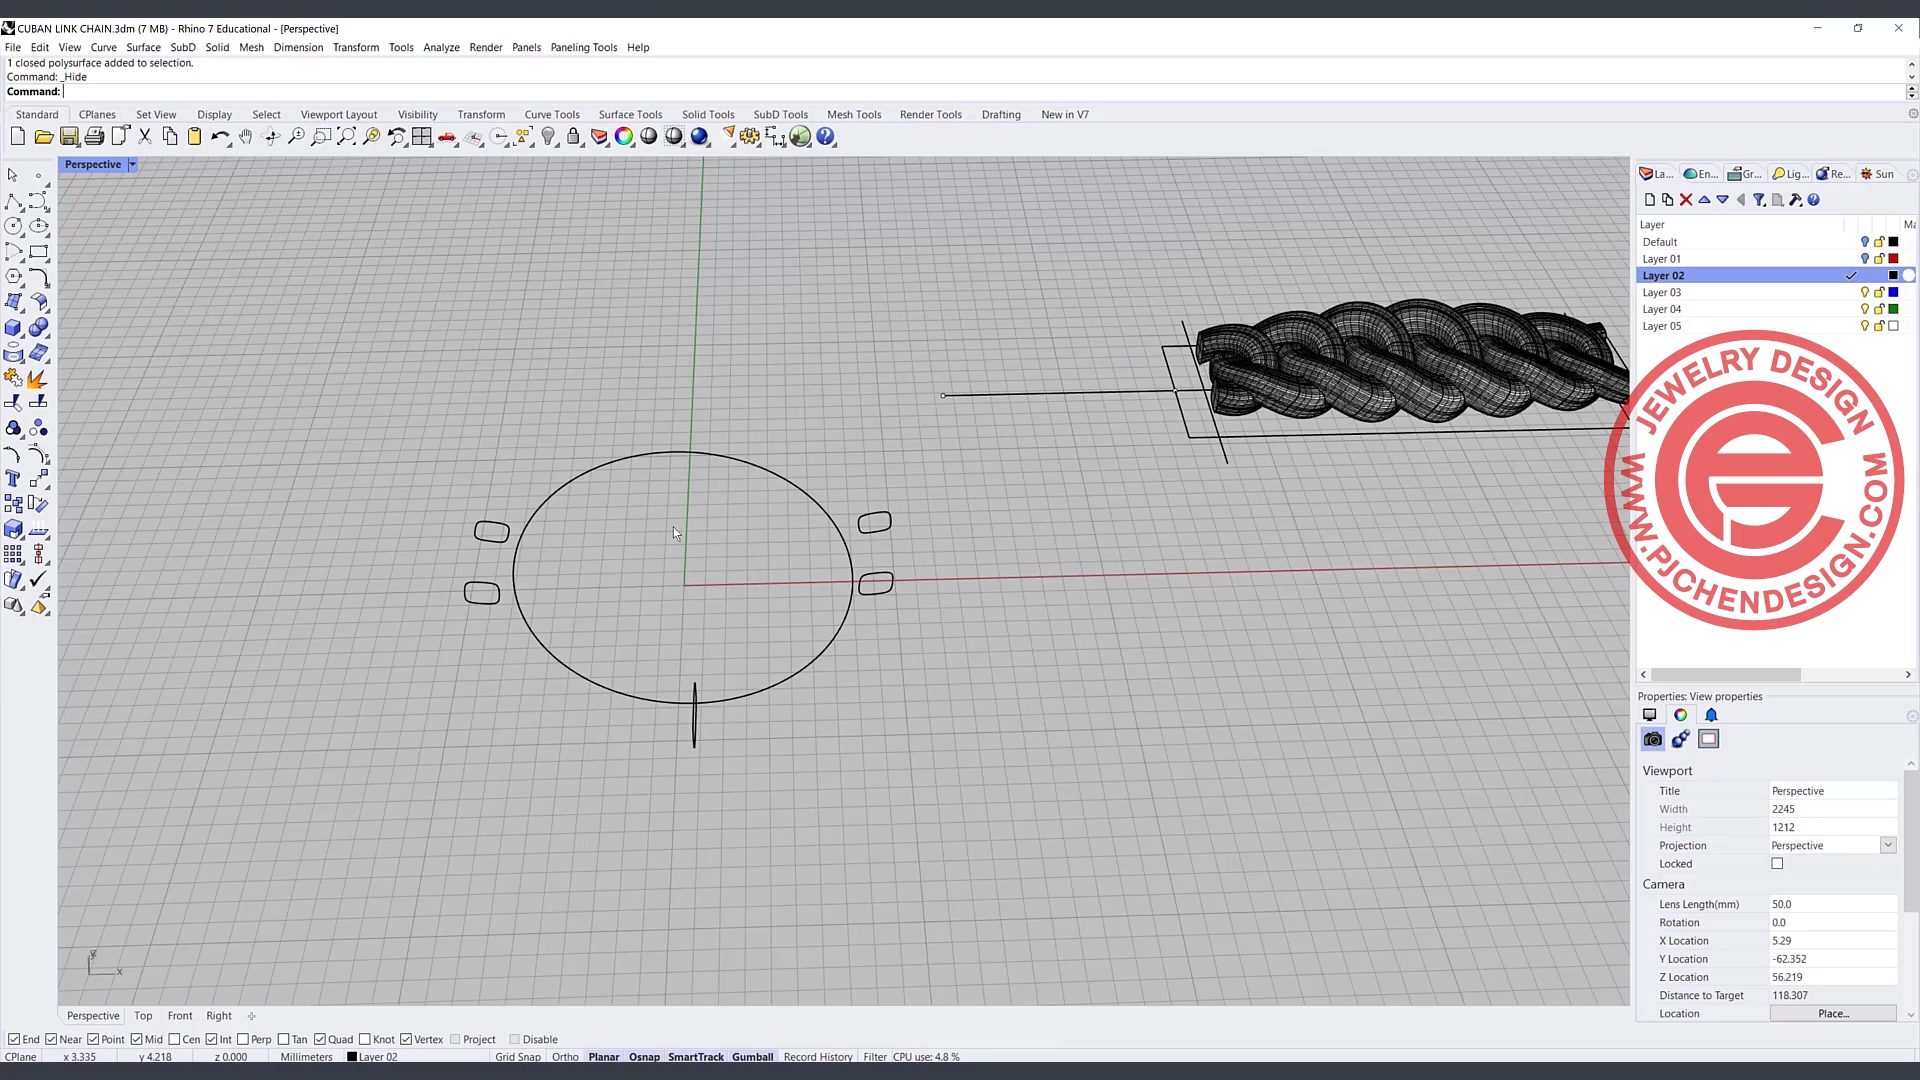 CUBAN LINK CHAIN.3dm (7 MB) - Rhino 7 Educational - [Perspective]
File Edit View Curve Surface SubD Solid Mesh Dimension Transform Tools Analyze Render Panels Paneling Tools Help
1 closed polysurface added to selection.
Command: _Hide
Command:
Standard CPlanes Set View Display Select Viewport Layout Visibility Transform Curve Tools Surface Tools Solid Tools SubD Tools Mesh Tools Render Tools Drafting New in V7
Perspective
La... En... Gr... Lig... Re... Sun
Layer Ma
Default
Layer 01
Layer 02
Layer 03
Layer 04
Layer 05
JEWELRY DESIGN
WWW.PJCHENDESIGN.COM
Properties: View properties
Viewport
Title Perspective
Width 2245
Height 1212
Projection Perspective
Locked
Camera
Lens Length(mm) 50.0
Rotation 0.0
X Location 5.29
Y Location -62.352
Z Location 56.219
Distance to Target 118.307
Location Place...
x
Perspective Top Front Right
End Near Point Mid Cen Int Perp Tan Quad Knot Vertex Project Disable
CPlane x 3.335 y 4.218 z 0.000 Millimeters Layer 02 Grid Snap Ortho Planar Osnap SmartTrack Gumball Record History Filter CPU use: 4.8 %